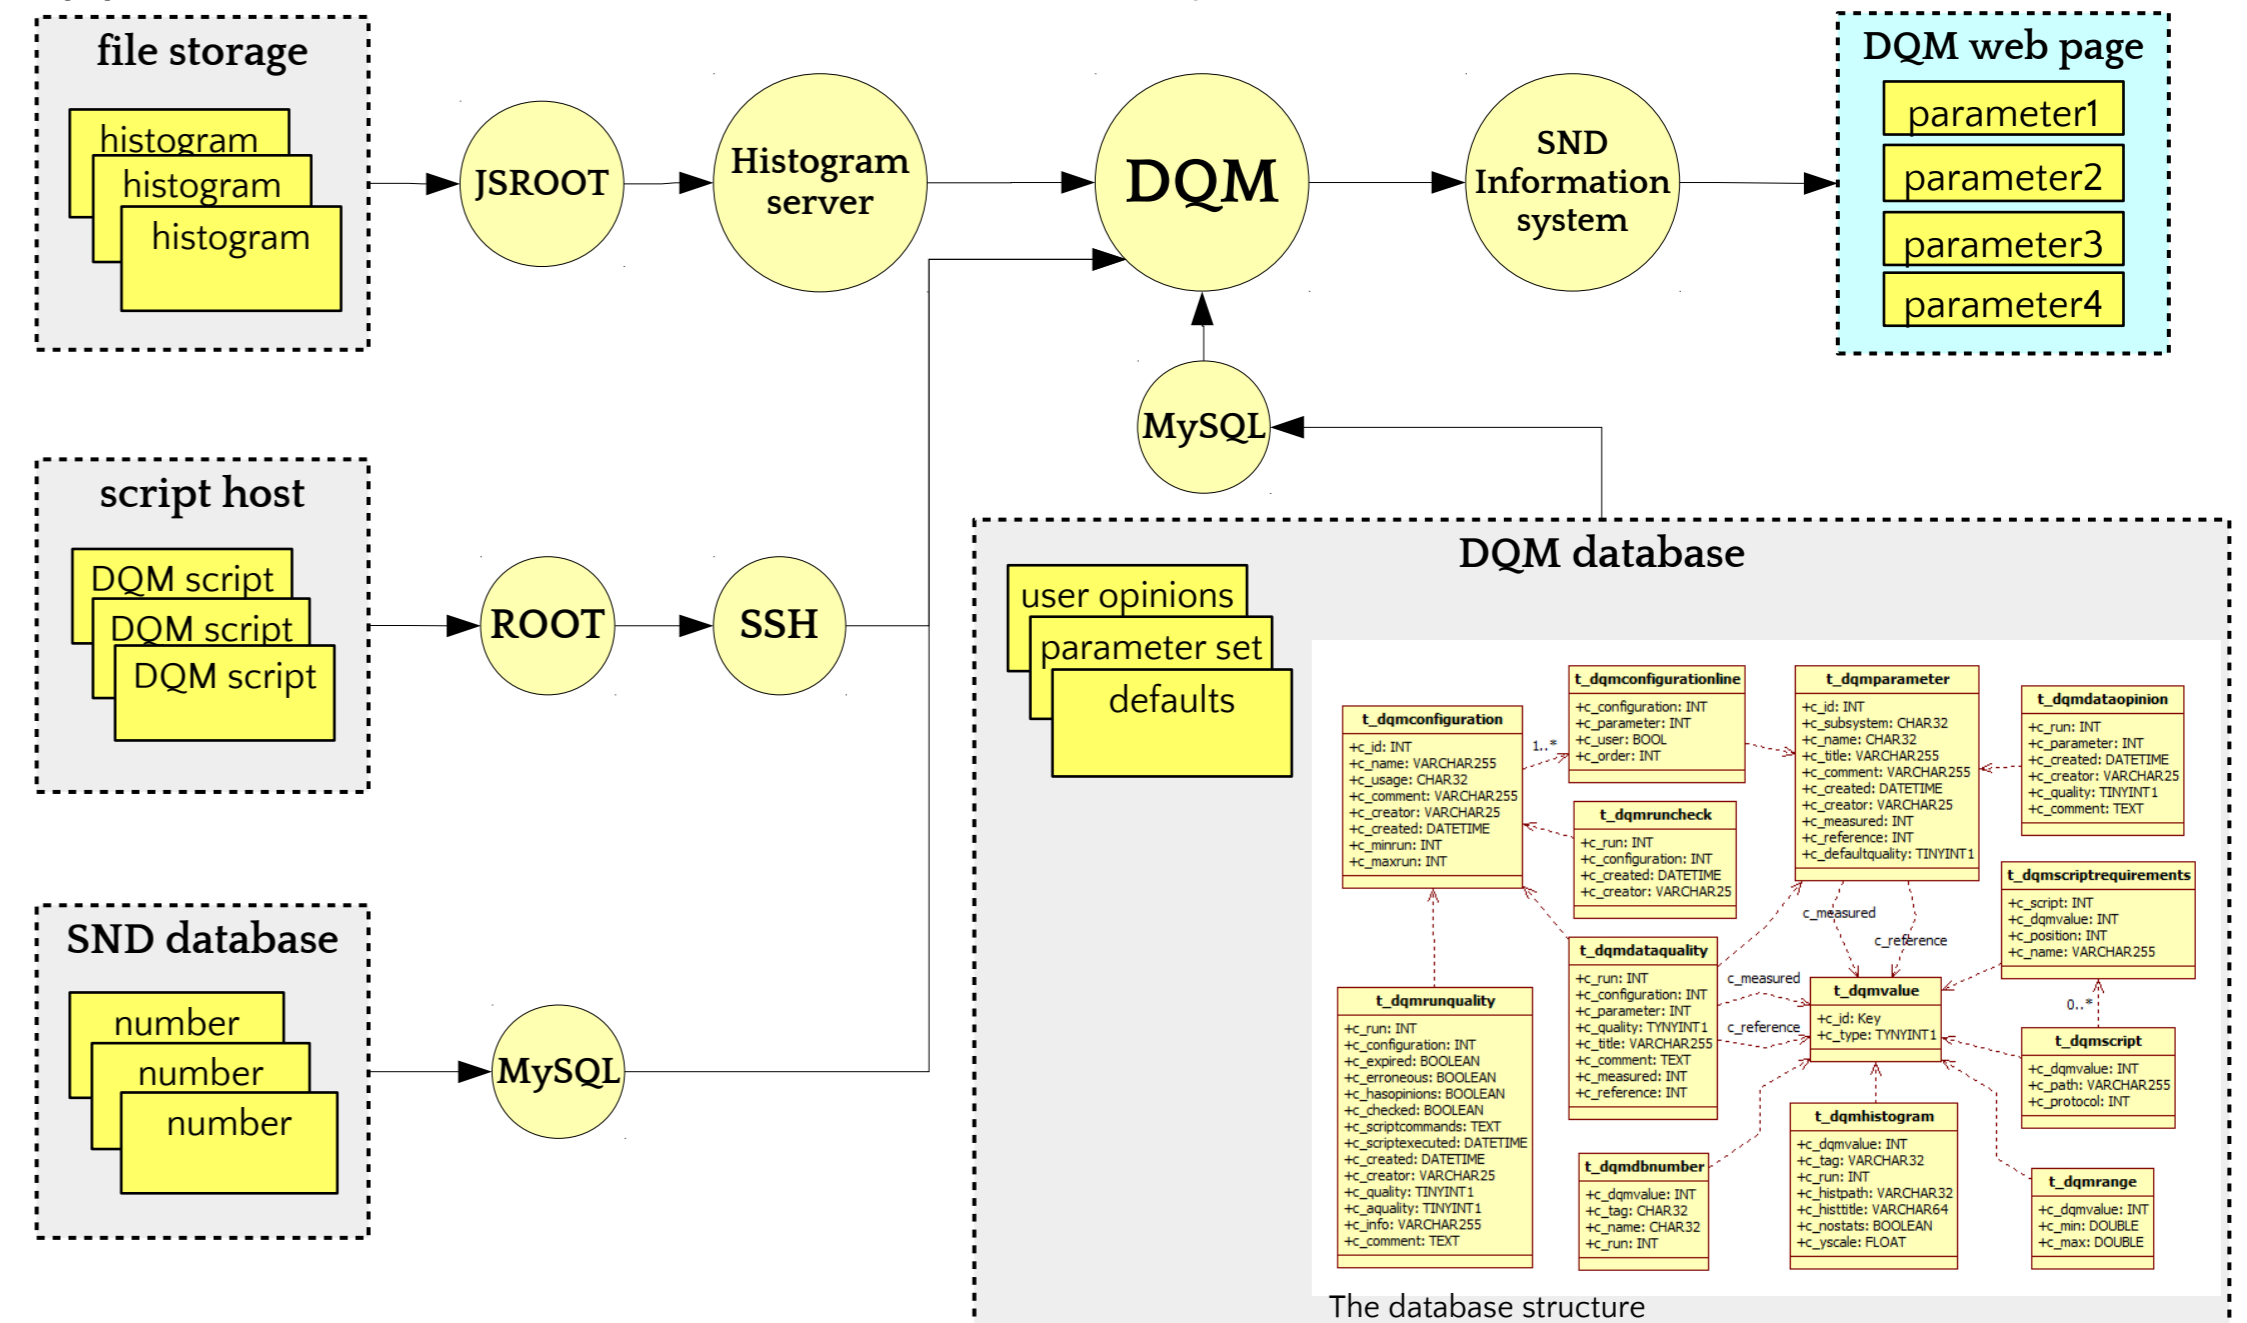 file storage
histogram
histogram
histogram
JSROOT
Histogram
server
DQM
SND
Information
system
DQM web page
parameter1
parameter2
parameter3
parameter4
script host
DQM script
DQM script
DQM script
ROOT
SSH
MySQL
SND database
number
number
number
MySQL
DQM database
user opinions
parameter set
defaults
t_dqmconfiguration
+c_id: INT
+c_name: VARCHAR255
+c_usage: CHAR32
+c_comment: VARCHAR255
+c_creator: VARCHAR25
+c_created: DATETIME
+c_minrun: INT
+c_maxrun: INT
1..*
t_dqmconfigurationline
+c_configuration: INT
+c_parameter: INT
+c_user: BOOL
+c_order: INT
t_dqmparameter
+c_id: INT
+c_subsystem: CHAR32
+c_name: CHAR32
+c_title: VARCHAR255
+c_comment: VARCHAR255
+c_created: DATETIME
+c_creator: VARCHAR25
+c_measured: INT
+c_reference: INT
+c_defaultquality: TINYINT1
t_dqmdataopinion
+c_run: INT
+c_parameter: INT
+c_created: DATETIME
+c_creator: VARCHAR25
+c_quality: TINYINT1
+c_comment: TEXT
t_dqmruncheck
+c_run: INT
+c_configuration: INT
+c_created: DATETIME
+c_creator: VARCHAR25
t_dqmscriptrequirements
+c_script: INT
+c_dqmvalue: INT
+c_position: INT
+c_name: VARCHAR255
c_measured
c_reference
t_dqmdataquality
+c_run: INT
+c_configuration: INT
+c_parameter: INT
+c_quality: TYNYINT1
+c_title: VARCHAR255
+c_comment: TEXT
+c_measured: INT
+c_reference: INT
c_measured
c_reference
t_dqmvalue
+c_id: Key
+c_type: TYNYINT1
0..*
t_dqmrunquality
+c_run: INT
+c_configuration: INT
+c_expired: BOOLEAN
+c_erroneous: BOOLEAN
+c_hasopinions: BOOLEAN
+c_checked: BOOLEAN
+c_scriptcommands: TEXT
+c_scriptexecuted: DATETIME
+c_created: DATETIME
+c_creator: VARCHAR25
+c_quality: TINYINT1
+c_aquality: TINYINT1
+c_info: VARCHAR255
+c_comment: TEXT
t_dqmscript
+c_dqmvalue: INT
+c_path: VARCHAR255
+c_protocol: INT
t_dqmhistogram
+c_dqmvalue: INT
+c_tag: VARCHAR32
+c_run: INT
+c_histpath: VARCHAR32
+c_histtitle: VARCHAR64
+c_nostats: BOOLEAN
+c_yscale: FLOAT
t_dqmdbnumber
+c_dqmvalue: INT
+c_tag: CHAR32
+c_name: CHAR32
+c_run: INT
t_dqmrange
+c_dqmvalue: INT
+c_min: DOUBLE
+c_max: DOUBLE
The database structure